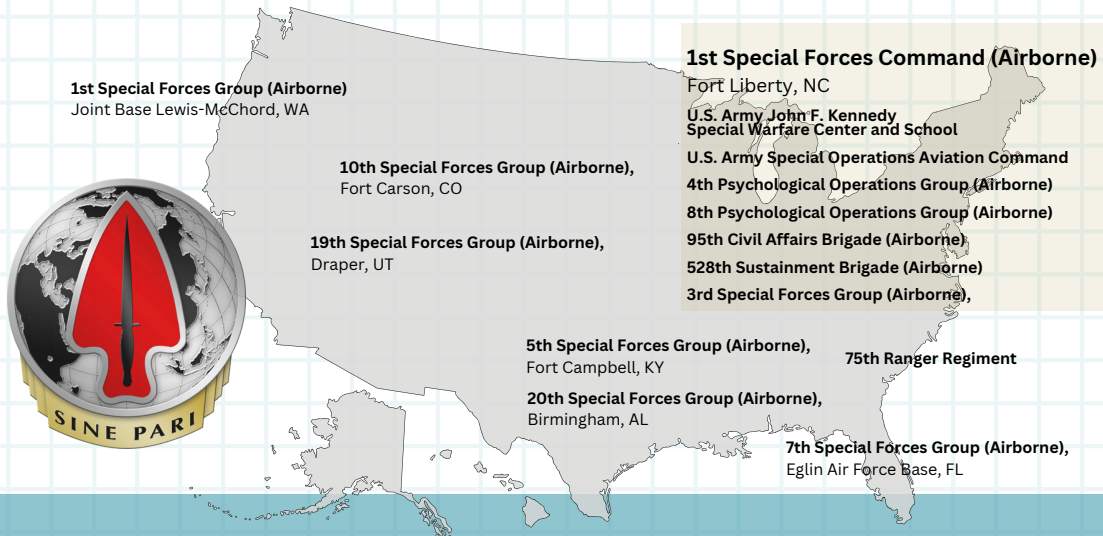 1st Special Forces Command (Airborne)
Fort Liberty, NC
U.S. Army John F. Kennedy
Special Warfare Center and School
U.S. Army Special Operations Aviation Command
4th Psychological Operations Group (Airborne)
8th Psychological Operations Group (Airborne)
95th Civil Affairs Brigade (Airborne)
528th Sustainment Brigade (Airborne)
3rd Special Forces Group (Airborne),
1st Special Forces Group (Airborne)
Joint Base Lewis-McChord, WA
10th Special Forces Group (Airborne),
Fort Carson, CO
19th Special Forces Group (Airborne),
Draper, UT
5th Special Forces Group (Airborne),
Fort Campbell, KY
75th Ranger Regiment
20th Special Forces Group (Airborne),
Birmingham, AL
7th Special Forces Group (Airborne),
Eglin Air Force Base, FL
SINE PARI